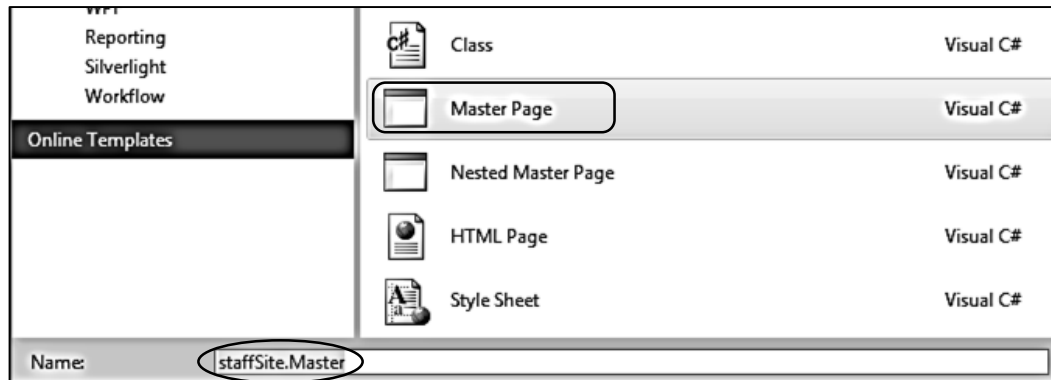 Reporting
Silverlight
Workflow
Online Templates
Class Visual C#
Master Page Visual C#
Nested Master Page Visual C#
HTML Page Visual C#
Style Sheet Visual C#
Name: staffSite.Master